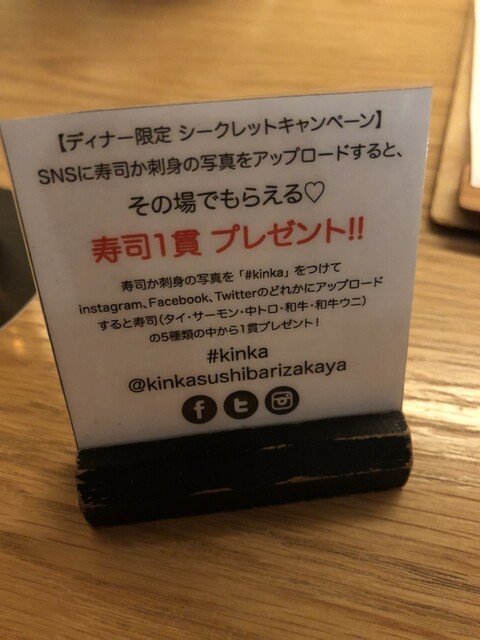 【ディナー限定 シークレットキャンペーン】
SNSに寿司か刺身の写真をアップロードすると、
その場でもらえる♡
寿司1貫 プレゼント!!
寿司か刺身の写真を「#kinka」をつけて
instagram、Facebook、Twitterのどれかにアップロード
すると寿司(タイ・サーモン・中トロ・和牛・和牛ウニ)
の5種類の中から1貫プレゼント!
#kinka
@kinkasushibarizakaya